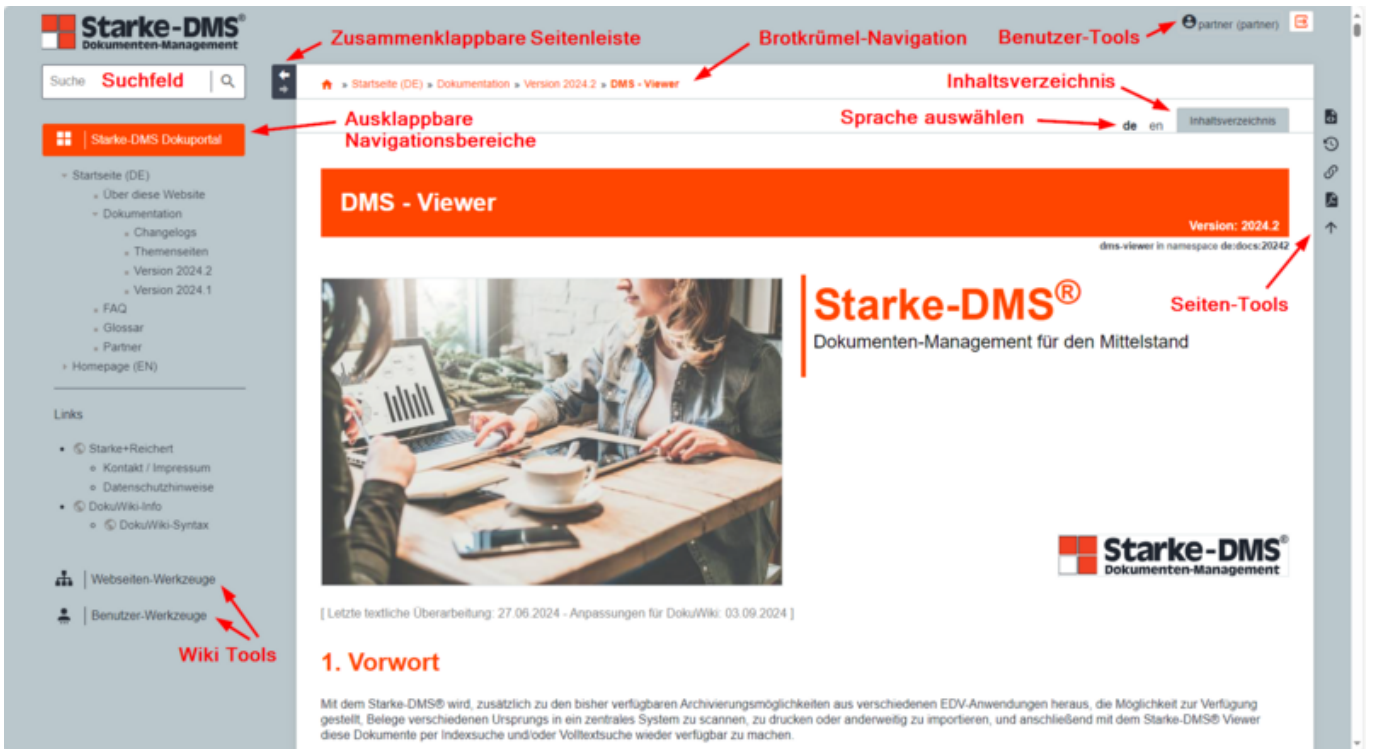 Starke-DMS®
Dokumenten-Management
Zusammenklappbare Seitenleiste
Brotkrümel-Navigation
Benutzer-Tools
partner (partner)
Suche Suchfeld
» Startseite (DE) » Dokumentation » Version 2024.2 » DMS - Viewer
Inhaltsverzeichnis
Sprache auswählen
de en Inhaltsverzeichnis
Starke-DMS Dokuportal
Ausklappbare
Navigationsbereiche
Startseite (DE)
Über diese Website
Dokumentation
Changelogs
Themenseiten
Version 2024.2
Version 2024.1
FAQ
Glossar
Partner
Homepage (EN)
Links
Starke+Reichert
Kontakt / Impressum
Datenschutzhinweise
DokuWiki-Info
DokuWiki-Syntax
Webseiten-Werkzeuge
Benutzer-Werkzeuge
Wiki Tools
DMS - Viewer
Version: 2024.2
dms-viewer in namespace de:docs:20242
Seiten-Tools
Starke-DMS®
Dokumenten-Management für den Mittelstand
Starke-DMS®
Dokumenten-Management
[ Letzte textliche Überarbeitung: 27.06.2024 - Anpassungen für DokuWiki: 03.09.2024 ]
1. Vorwort
Mit dem Starke-DMS® wird, zusätzlich zu den bisher verfügbaren Archivierungsmöglichkeiten aus verschiedenen EDV-Anwendungen heraus, die Möglichkeit zur Verfügung
gestellt, Belege verschiedenen Ursprungs in ein zentrales System zu scannen, zu drucken oder anderweitig zu importieren, und anschließend mit dem Starke-DMS® Viewer
diese Dokumente per Indexsuche und/oder Volltextsuche wieder verfügbar zu machen.